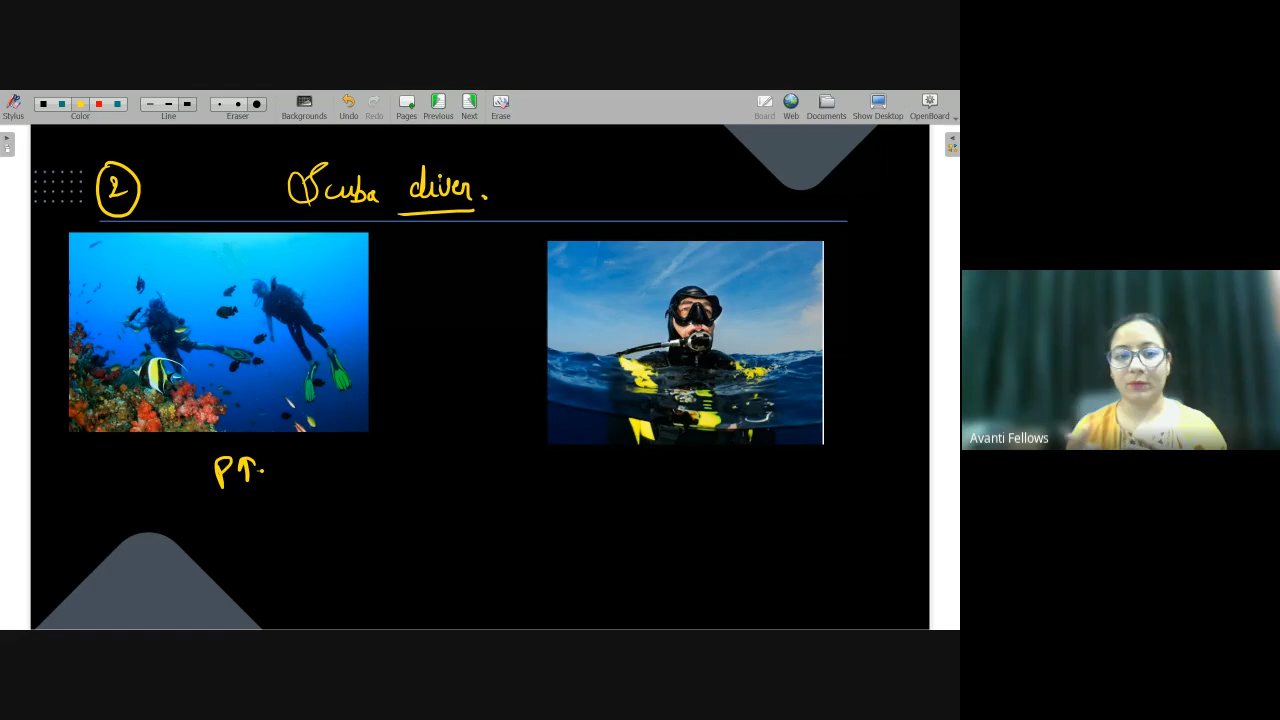 Stylus
Color
Line
Eraser
Backgrounds
Undo
Redo
Pages
Previous
Next
Erase
Board
Web
Documents
Show Desktop
OpenBoard
2 Scuba diver.
P↑.
Avanti Fellows